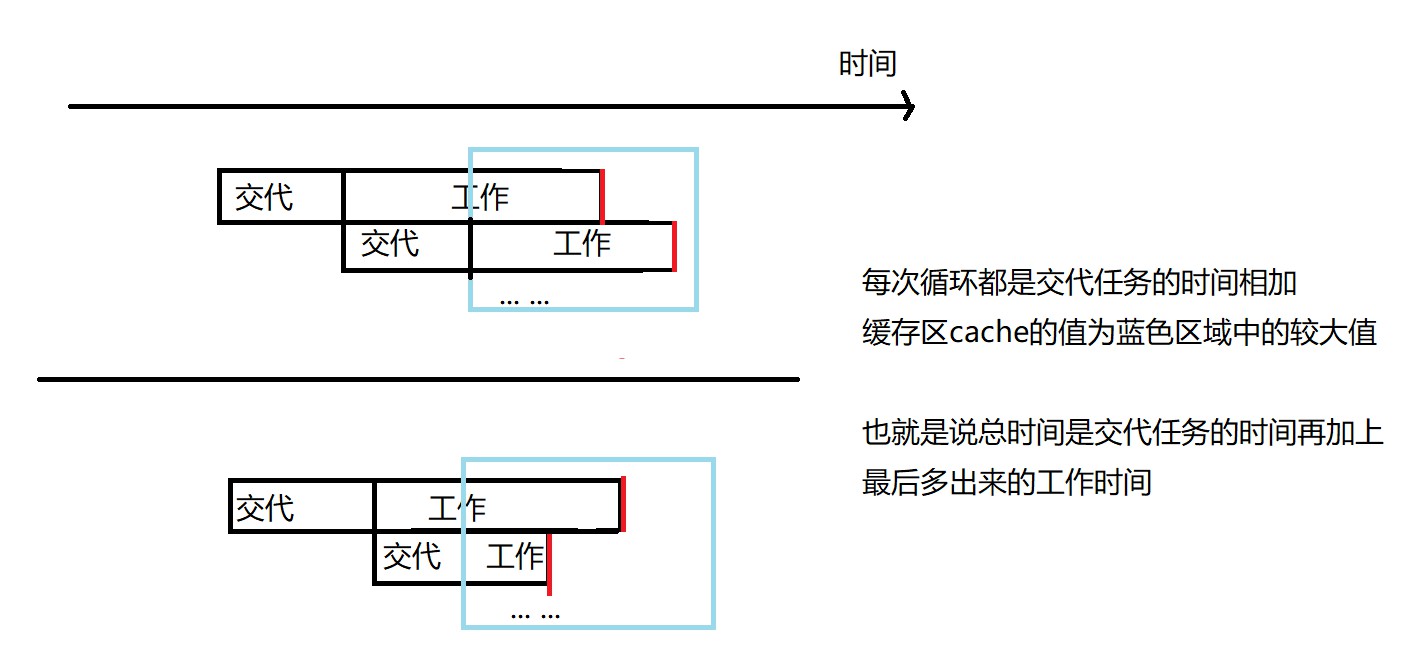 时间
交代 工作
交代 工作
... ...
每次循环都是交代任务的时间相加
缓存区cache的值为蓝色区域中的较大值
也就是说总时间是交代任务的时间再加上
最后多出来的工作时间
交代 工作
交代 工作
... ...